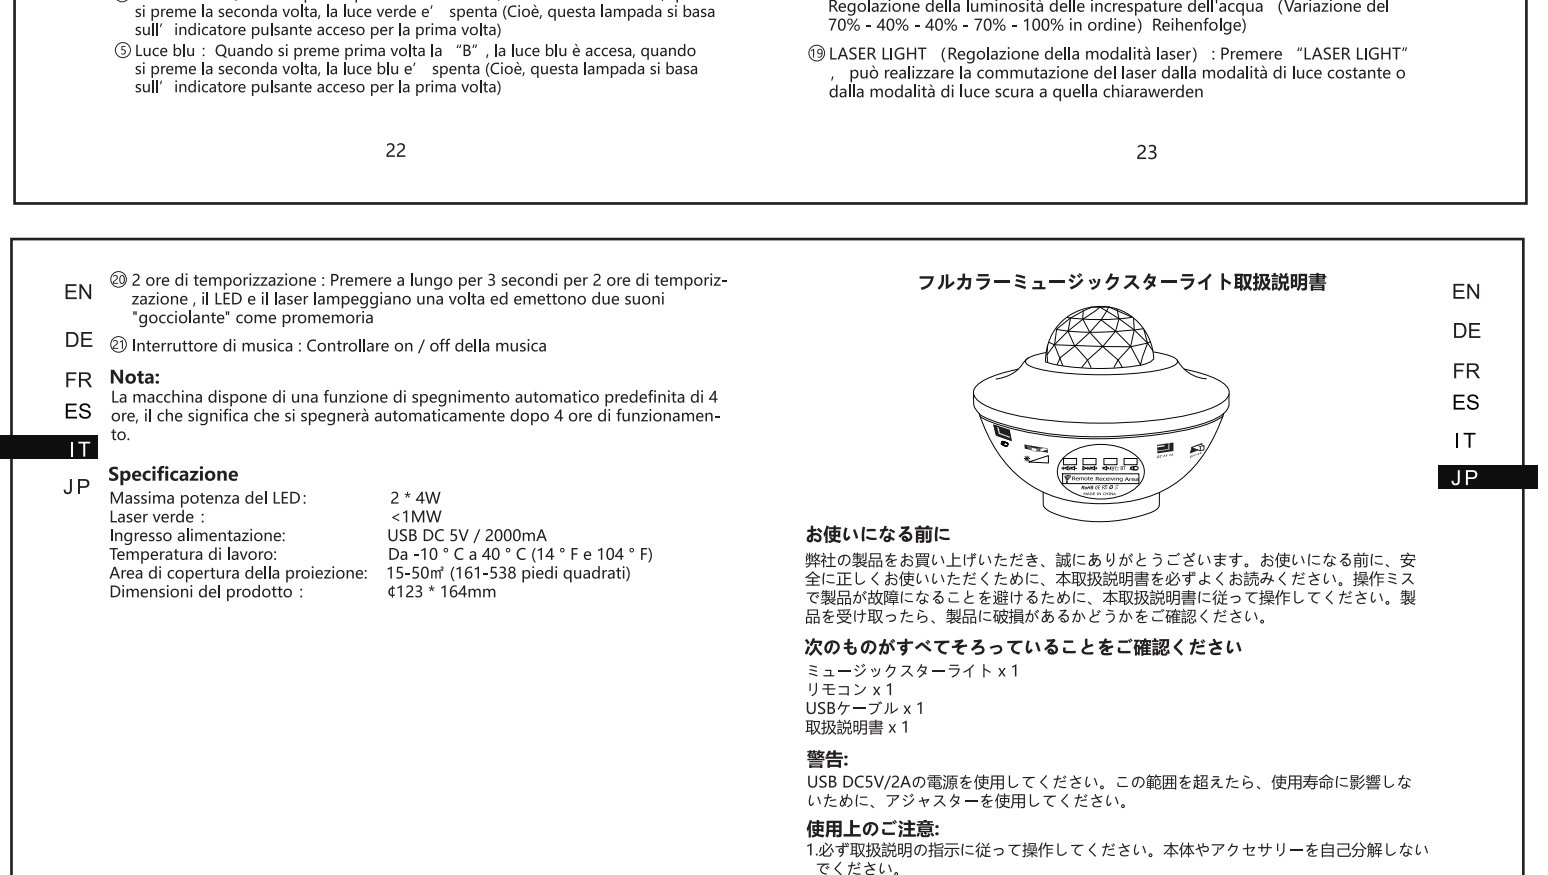 si preme la seconda volta, la luce verde e' spenta (Cioè, questa lampada si basa
sull' indicatore pulsante acceso per la prima volta)
⑤ Luce blu : Quando si preme prima volta la “B”, la luce blu è accesa, quando
si preme la seconda volta, la luce blu e' spenta (Cioè, questa lampada si basa
sull' indicatore pulsante acceso per la prima volta)
22
Regolazione della luminosità delle increspature dell'acqua （Variazione del
70% - 40% - 40% - 70% - 100% in ordine）Reihenfolge)
⑲ LASER LIGHT （Regolazione della modalità laser）: Premere “LASER LIGHT”
, può realizzare la commutazione del laser dalla modalità di luce costante o
dalla modalità di luce scura a quella chiarawerden
23
EN
DE
FR
ES
IT
JP
⑳ 2 ore di temporizzazione : Premere a lungo per 3 secondi per 2 ore di temporiz-
zazione , il LED e il laser lampeggiano una volta ed emettono due suoni
"gocciolante" come promemoria
㉑ Interruttore di musica : Controllare on / off della musica
Nota:
La macchina dispone di una funzione di spegnimento automatico predefinita di 4
ore, il che significa che si spegnerà automaticamente dopo 4 ore di funzionamen-
to.
Specificazione
Massima potenza del LED: 2 * 4W
Laser verde : <1MW
Ingresso alimentazione: USB DC 5V / 2000mA
Temperatura di lavoro: Da -10 ° C a 40 ° C (14 ° F e 104 ° F)
Area di copertura della proiezione: 15-50㎡ (161-538 piedi quadrati)
Dimensioni del prodotto : ¢123 * 164mm
フルカラーミュージックスターライト取扱説明書
Remote Receiving Area
RoHS
MADE IN CHINA
お使いになる前に
弊社の製品をお買い上げいただき、誠にありがとうございます。お使いになる前に、安
全に正しくお使いいただくために、本取扱説明書を必ずよくお読みください。操作ミス
で製品が故障になることを避けるために、本取扱説明書に従って操作してください。製
品を受け取ったら、製品に破損があるかどうかをご確認ください。
次のものがすべてそろっていることをご確認ください
ミュージックスターライト x 1
リモコン x 1
USBケーブル x 1
取扱説明書 x 1
警告:
USB DC5V/2Aの電源を使用してください。この範囲を超えたら、使用寿命に影響しな
いために、アジャスターを使用してください。
使用上のご注意:
1.必ず取扱説明の指示に従って操作してください。本体やアクセサリーを自己分解しない
でください。
EN
DE
FR
ES
IT
JP